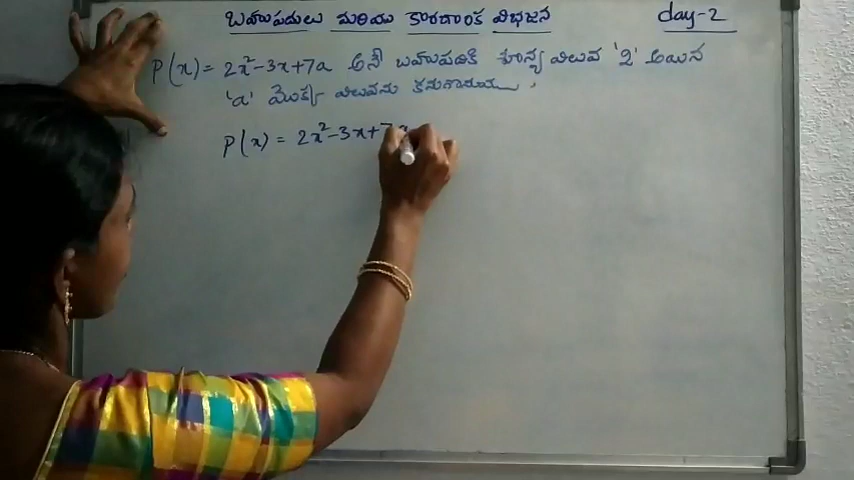 బహుపదులు మరియు కారణాంక విభజన day-2
P(x) = 2x²-3x+7a అనే బహుపదికి శూన్య విలువ '2' అయిన
'a' యొక్క విలువను కనుగొనుము.
P(x) = 2x²-3x+7